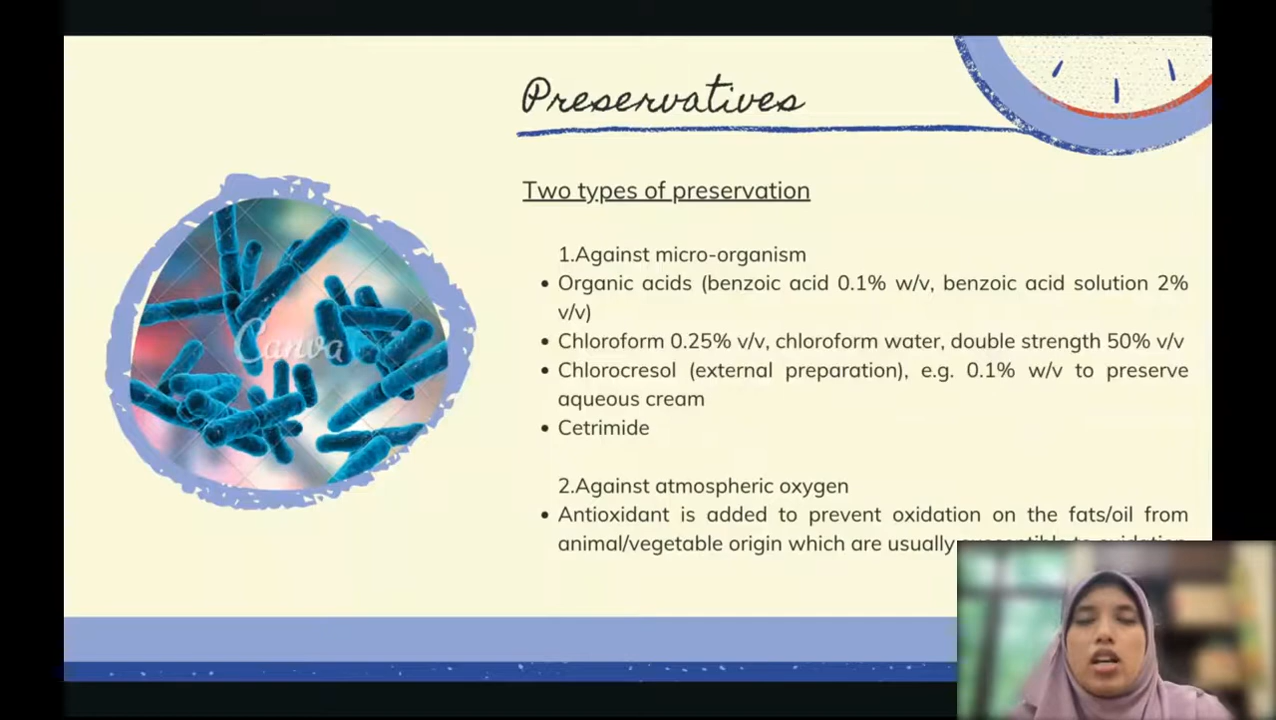 Preservatives
Two types of preservation
1.Against micro-organism
• Organic acids (benzoic acid 0.1% w/v, benzoic acid solution 2%
v/v)
• Chloroform 0.25% v/v, chloroform water, double strength 50% v/v
• Chlorocresol (external preparation), e.g. 0.1% w/v to preserve
aqueous cream
• Cetrimide
2.Against atmospheric oxygen
• Antioxidant is added to prevent oxidation on the fats/oil from
animal/vegetable origin which are usually
Canva